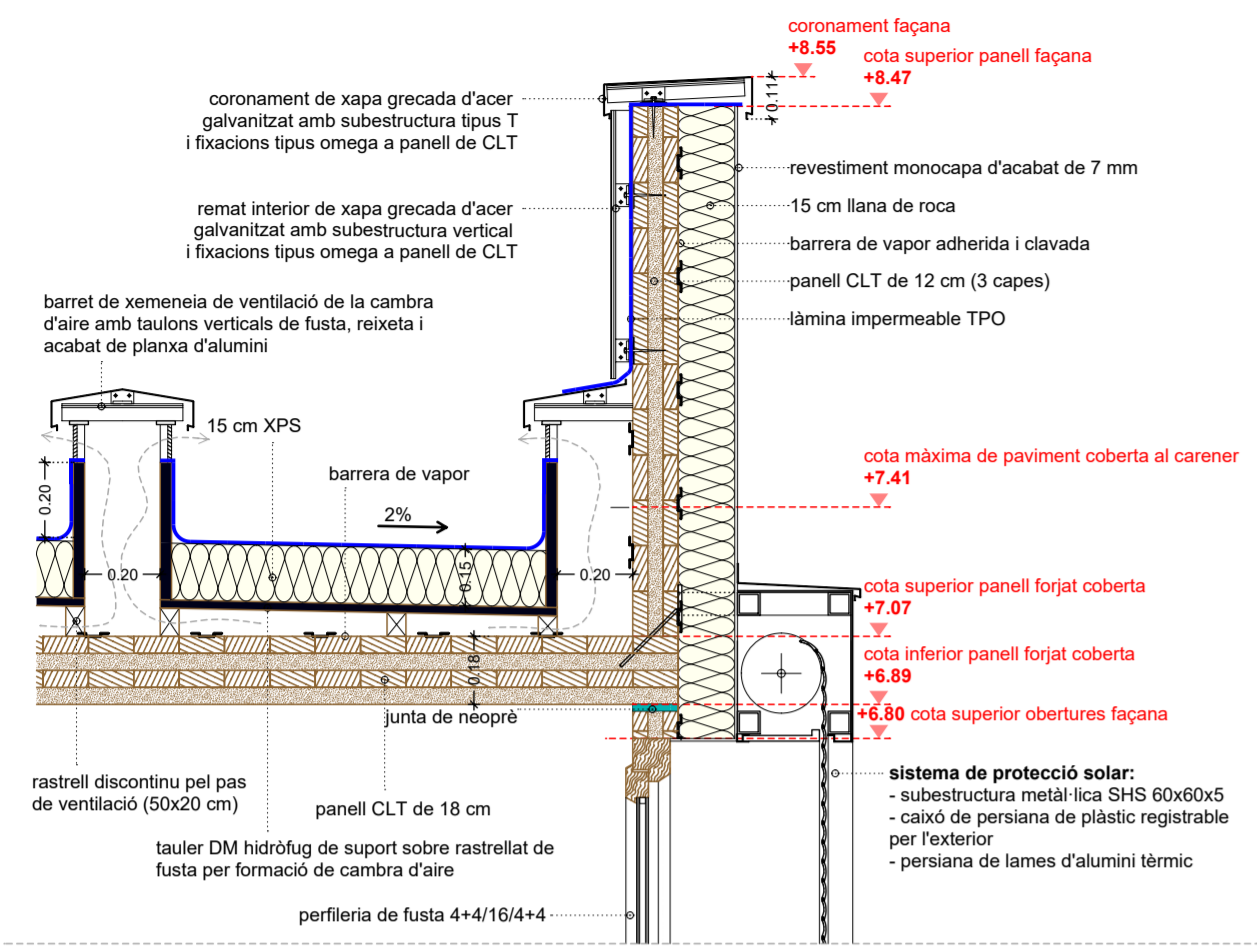 coronament façana
+8.55
cota superior panell façana
+8.47
0.11
coronament de xapa grecada d'acer
galvanitzat amb subestructura tipus T
i fixacions tipus omega a panell de CLT
revestiment monocapa d'acabat de 7 mm
15 cm llana de roca
remat interior de xapa grecada d'acer
galvanitzat amb subestructura vertical
i fixacions tipus omega a panell de CLT
barrera de vapor adherida i clavada
panell CLT de 12 cm (3 capes)
làmina impermeable TPO
barret de xemeneia de ventilació de la cambra
d'aire amb taulons verticals de fusta, reixeta i
acabat de planxa d'alumini
15 cm XPS
barrera de vapor
cota màxima de paviment coberta al carener
+7.41
0.20
2%
0.20
0.15
0.20
cota superior panell forjat coberta
+7.07
cota inferior panell forjat coberta
+6.89
0.18
junta de neoprè
+6.80 cota superior obertures façana
rastrell discontinu pel pas
de ventilació (50x20 cm)
panell CLT de 18 cm
tauler DM hidròfug de suport sobre rastrellat de
fusta per formació de cambra d'aire
sistema de protecció solar:
- subestructura metàl·lica SHS 60x60x5
- caixó de persiana de plàstic registrable
per l'exterior
- persiana de lames d'alumini tèrmic
perfileria de fusta 4+4/16/4+4